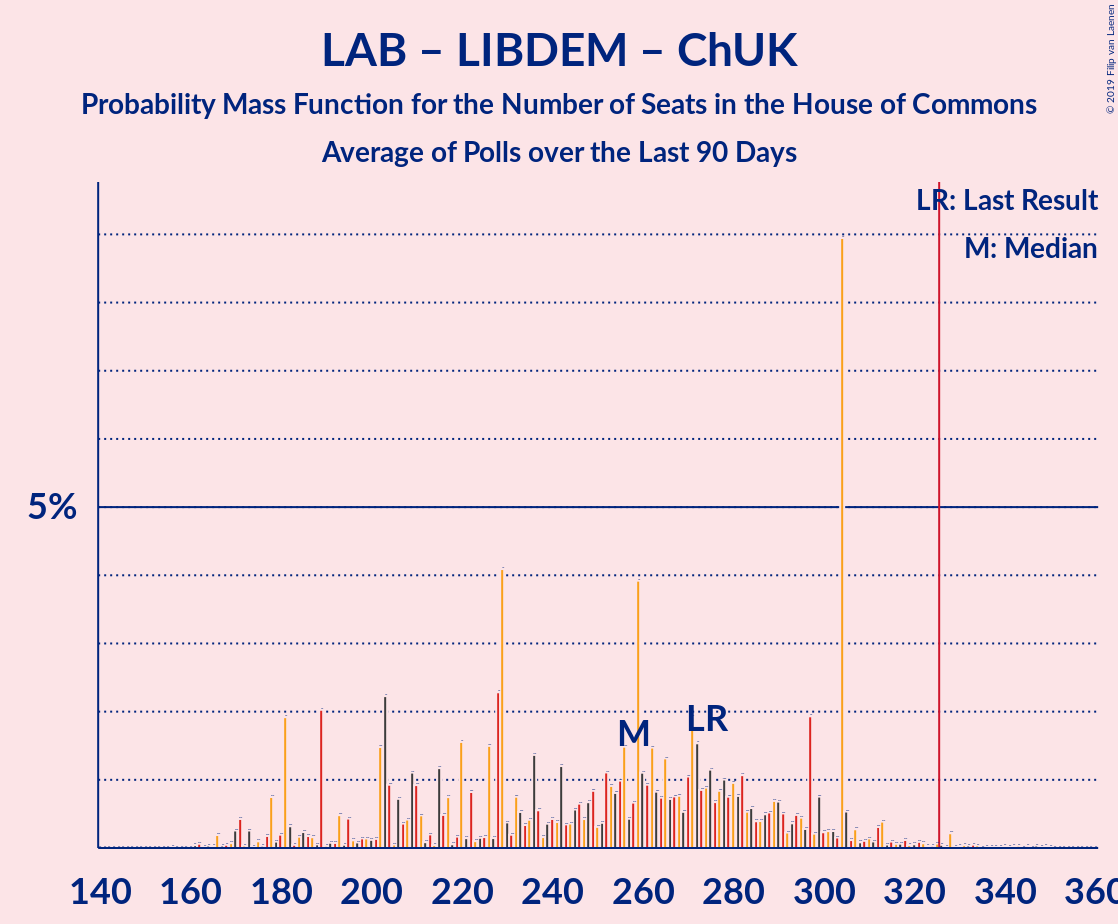 LAB – LIBDEM – ChUK
Probability Mass Function for the Number of Seats in the House of Commons
Average of Polls over the Last 90 Days
© 2019 Filip van Laenen
LR: Last Result
M: Median
5%
M
LR
140 160 180 200 220 240 260 280 300 320 340 360